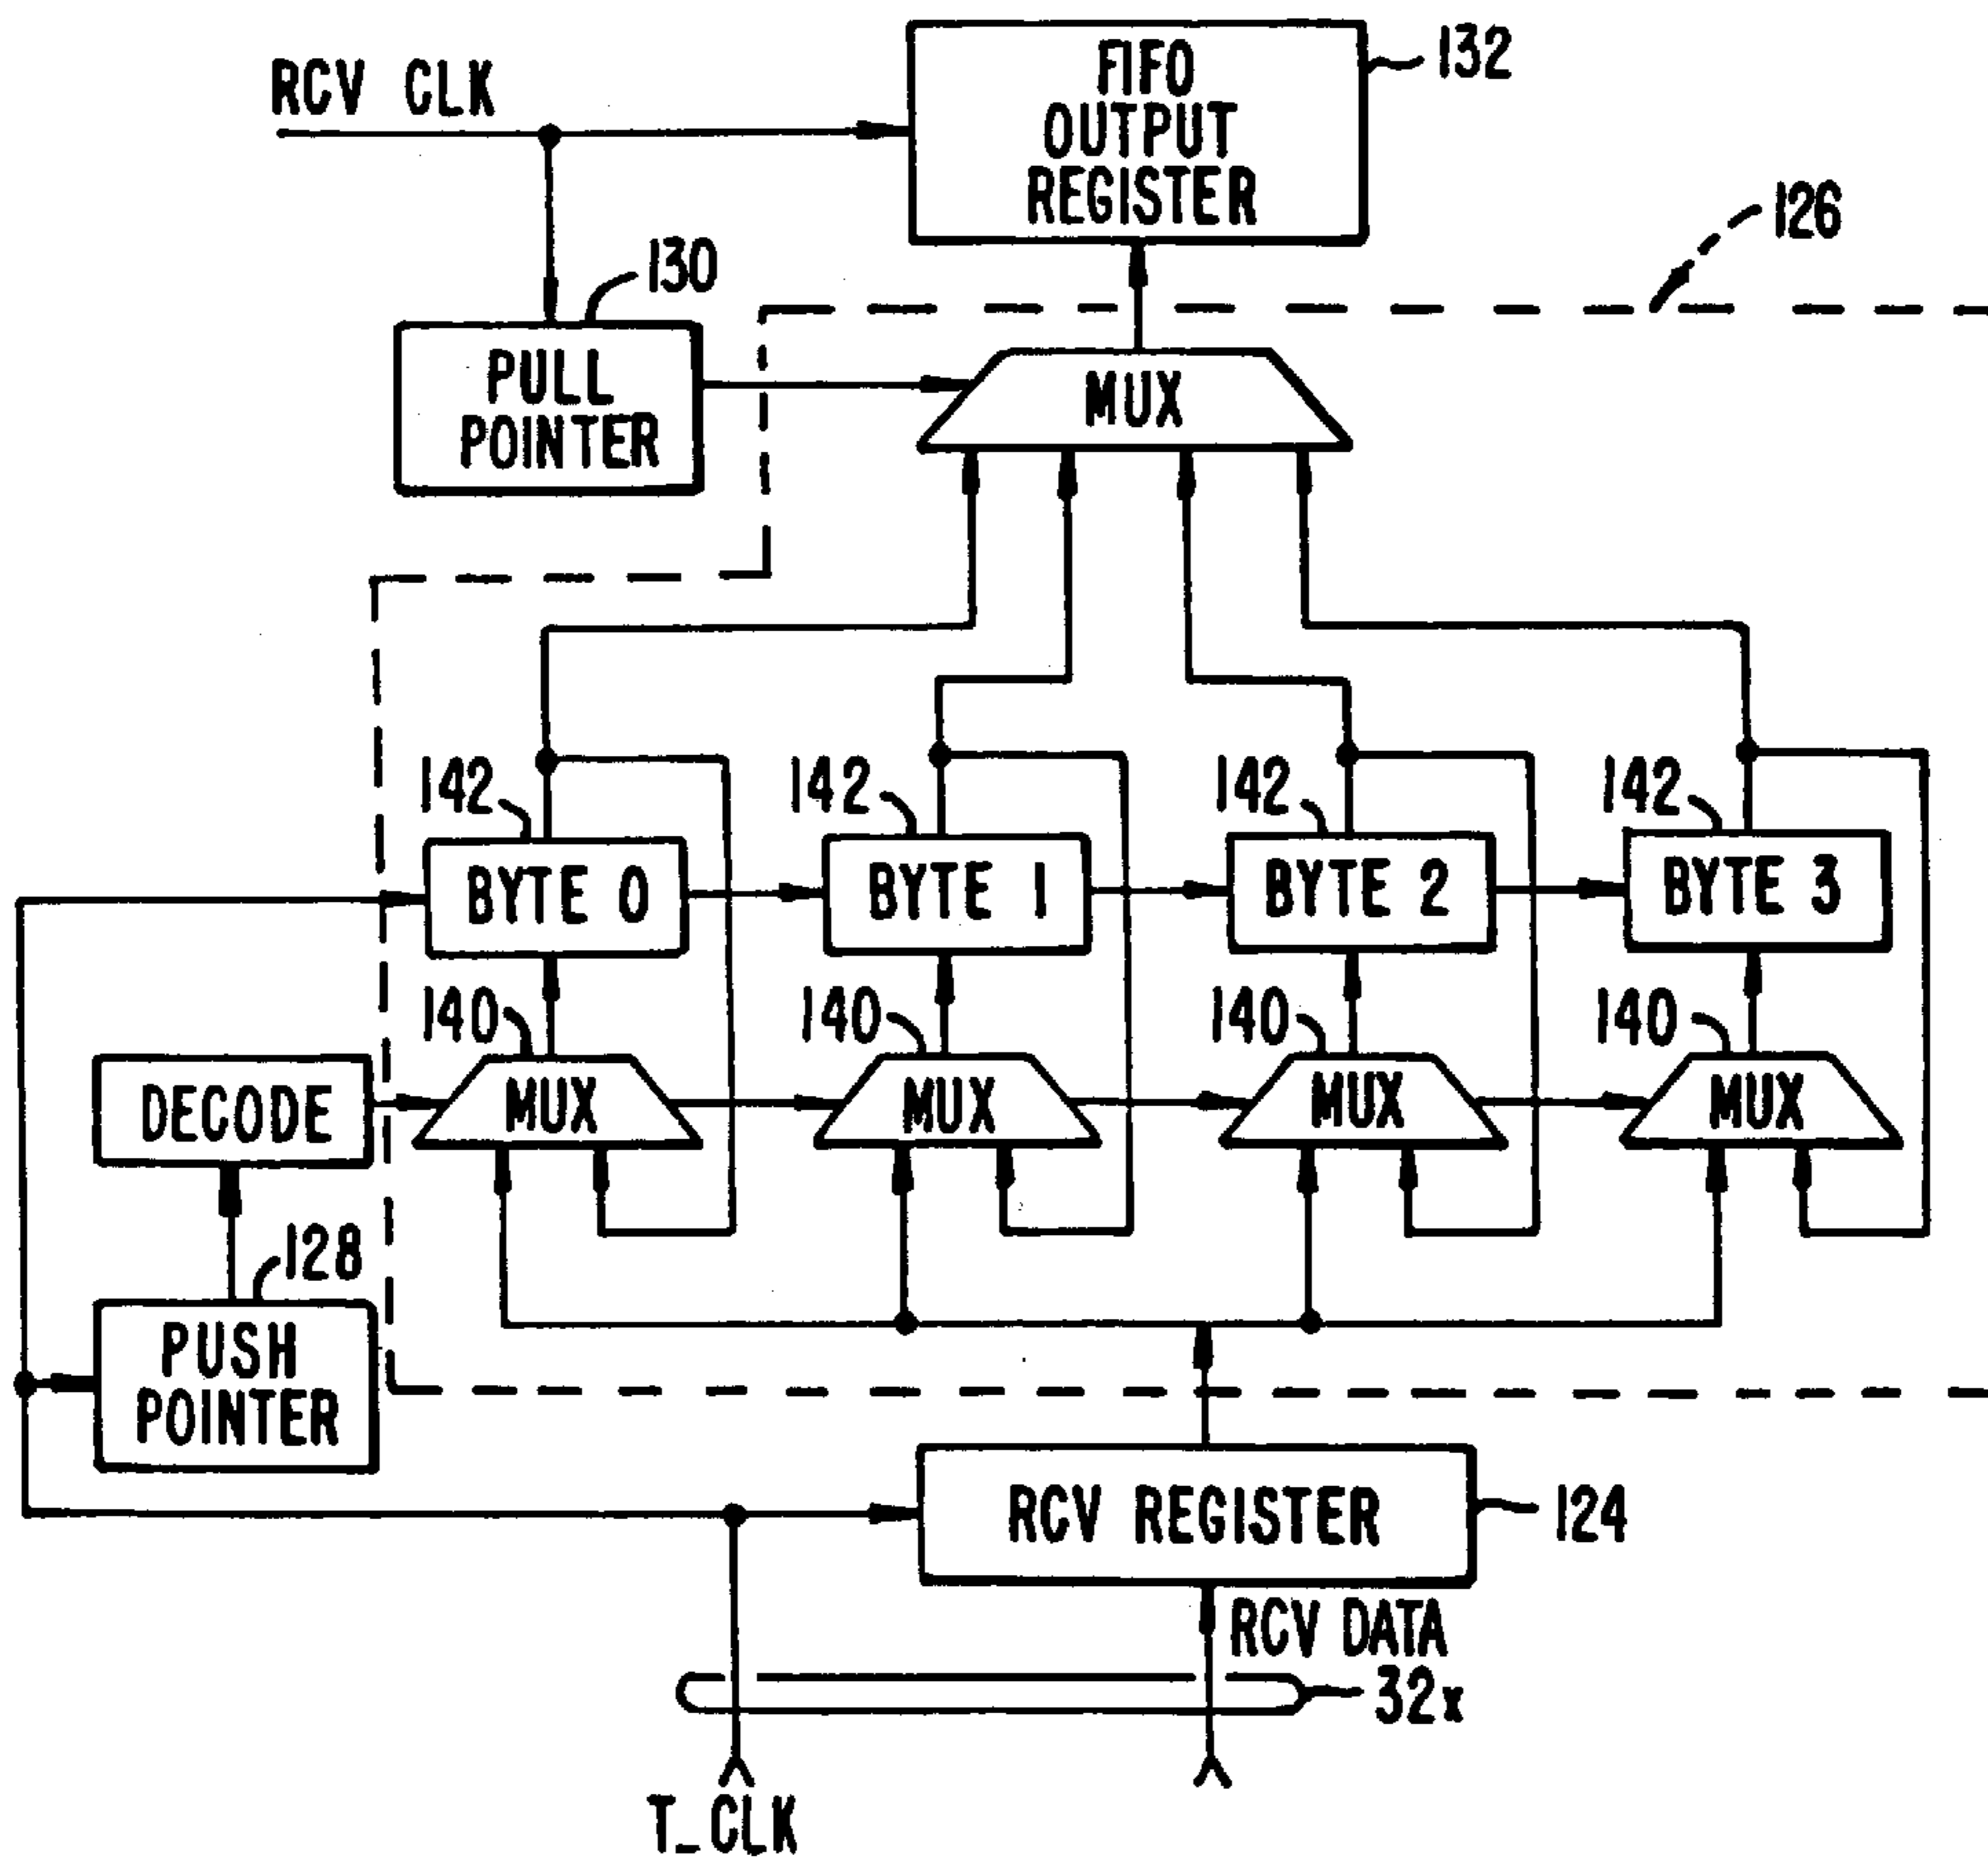 RCV CLK
FIFO
OUTPUT
REGISTER
132
126
130
PULL
POINTER
MUX
142
142
142
142
BYTE 0
BYTE 1
BYTE 2
BYTE 3
140
140
140
140
DECODE
MUX
MUX
MUX
MUX
128
PUSH
POINTER
RCV REGISTER
124
RCV DATA
32x
T_CLK